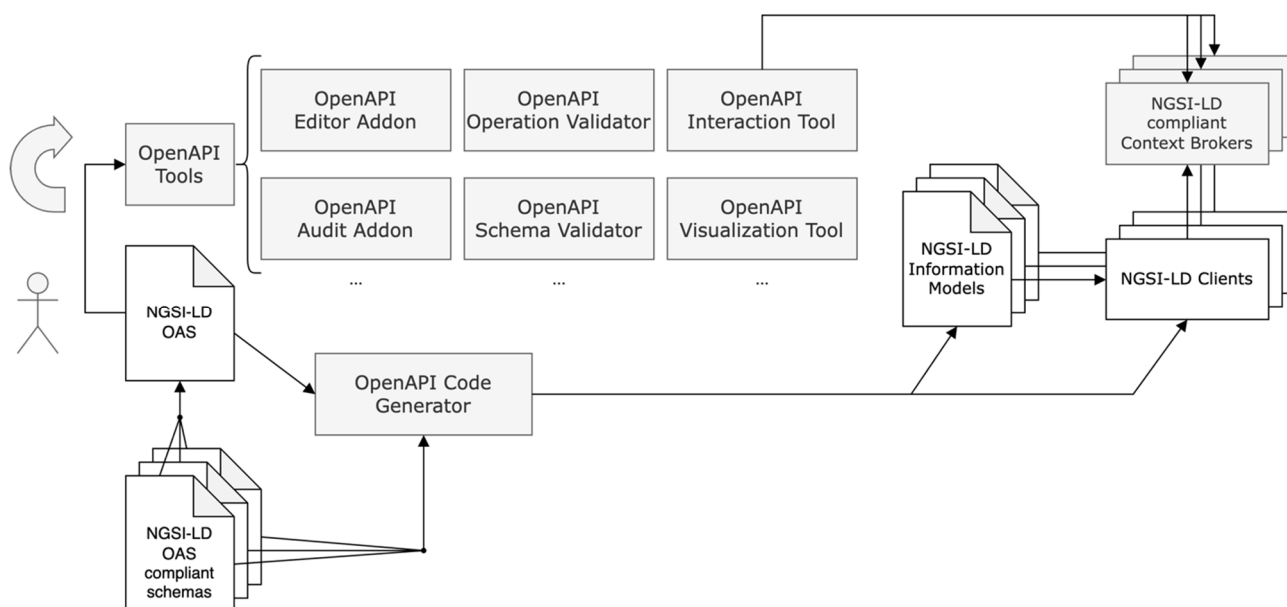 OpenAPI
Editor Addon
OpenAPI
Operation Validator
OpenAPI
Interaction Tool
NGSI-LD
compliant
Context Brokers
OpenAPI
Tools
OpenAPI
Audit Addon
OpenAPI
Schema Validator
OpenAPI
Visualization Tool
...
...
...
NGSI-LD
Information
Models
NGSI-LD Clients
NGSI-LD
OAS
OpenAPI Code
Generator
NGSI-LD
OAS
compliant
schemas